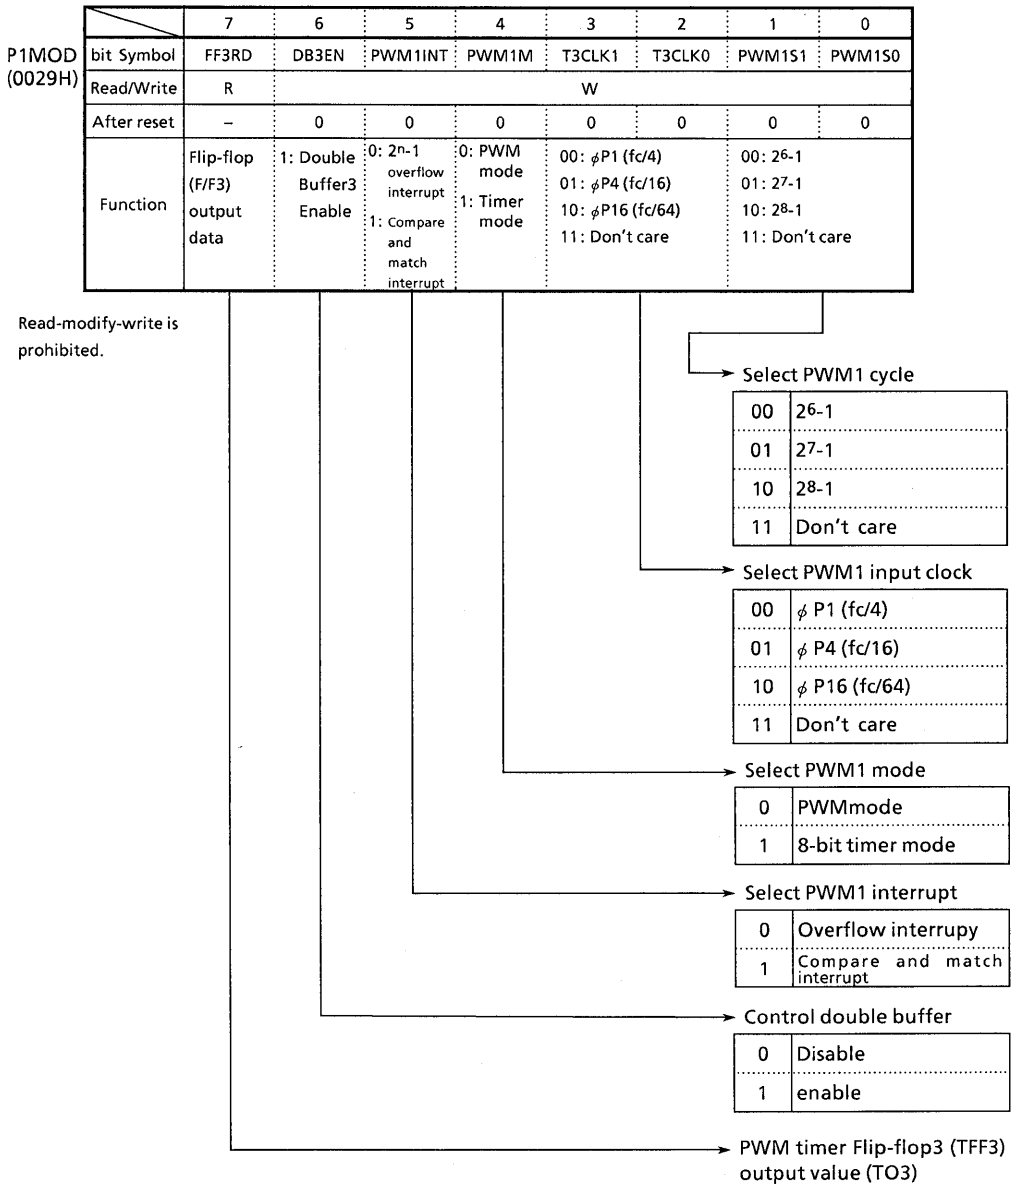 7 6 5 4 3 2 1 0
P1MOD (0029H)
bit Symbol FF3RD DB3EN PWM1INT PWM1M T3CLK1 T3CLK0 PWM1S1 PWM1S0
Read/Write R W
After reset – 0 0 0 0 0 0 0
Function
Flip-flop
(F/F3)
output
data
1: Double
Buffer3
Enable
0: 2n-1
overflow
interrupt
1: Compare
and
match
interrupt
0: PWM
mode
1: Timer
mode
00: φP1 (fc/4)
01: φP4 (fc/16)
10: φP16 (fc/64)
11: Don't care
00: 26-1
01: 27-1
10: 28-1
11: Don't care
Read-modify-write is
prohibited.
Select PWM1 cycle
00 26-1
01 27-1
10 28-1
11 Don't care
Select PWM1 input clock
00 φ P1 (fc/4)
01 φ P4 (fc/16)
10 φ P16 (fc/64)
11 Don't care
Select PWM1 mode
0 PWMmode
1 8-bit timer mode
Select PWM1 interrupt
0 Overflow interrupy
1 Compare and match
interrupt
Control double buffer
0 Disable
1 enable
PWM timer Flip-flop3 (TFF3)
output value (TO3)